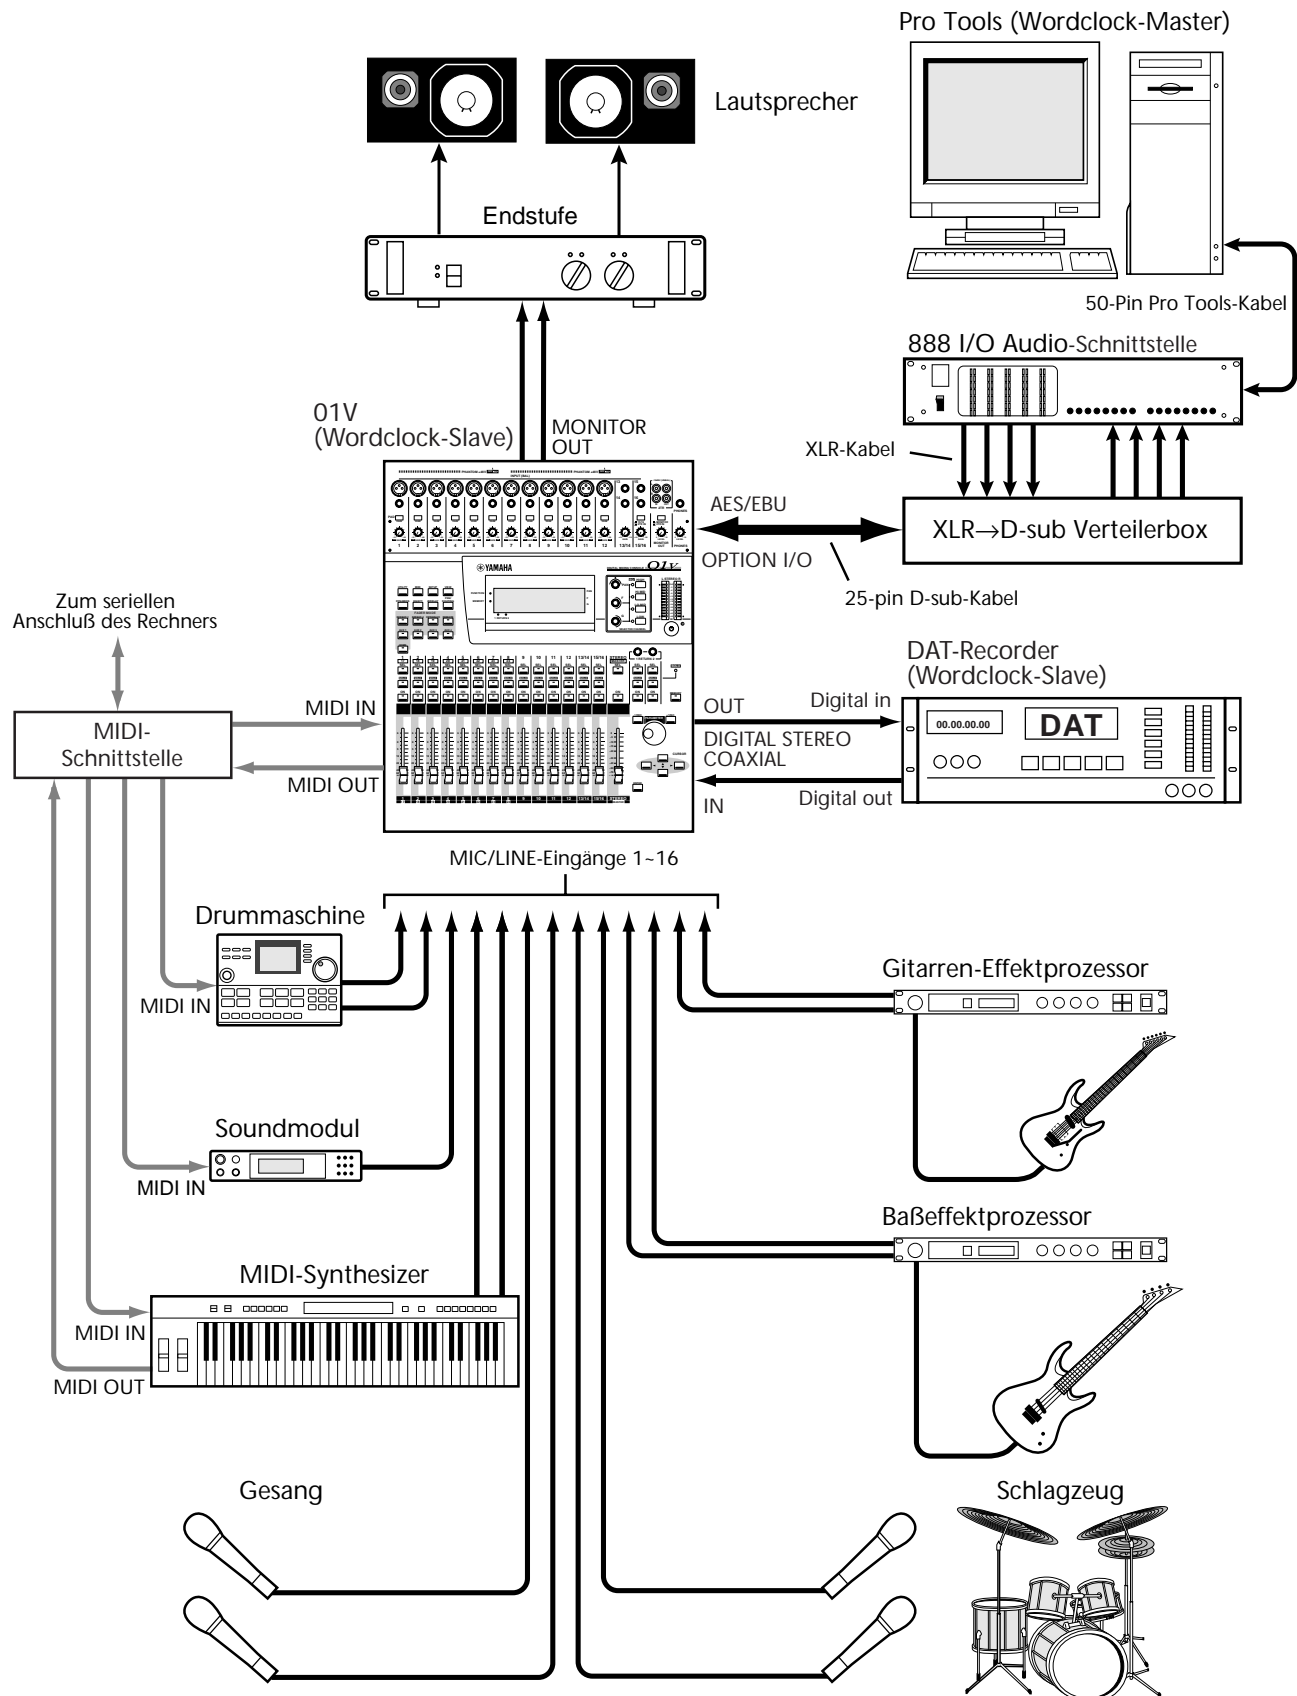 Pro Tools (Wordclock-Master)
Lautsprecher
Endstufe
50-Pin Pro Tools-Kabel
888 I/O Audio-Schnittstelle
01V
(Wordclock-Slave)
MONITOR
OUT
XLR-Kabel
AES/EBU
XLR→D-sub Verteilerbox
OPTION I/O
YAMAHA
01V
25-pin D-sub-Kabel
Zum seriellen
Anschluß des Rechners
DAT-Recorder
(Wordclock-Slave)
MIDI IN
OUT
Digital in
00.00.00.00
DAT
MIDI-
Schnittstelle
DIGITAL STEREO
COAXIAL
MIDI OUT
IN
Digital out
MIC/LINE-Eingänge 1~16
Drummaschine
Gitarren-Effektprozessor
MIDI IN
Soundmodul
MIDI IN
Baßeffektprozessor
MIDI-Synthesizer
MIDI IN
MIDI OUT
Gesang
Schlagzeug